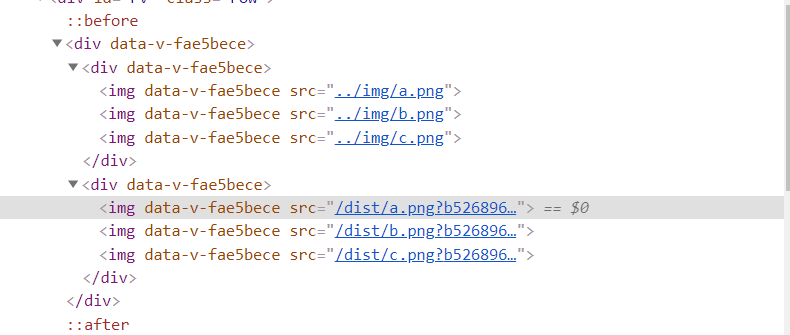 ::before
▼<div data-v-fae5bece>
▼<div data-v-fae5bece>
<img data-v-fae5bece src="../img/a.png">
<img data-v-fae5bece src="../img/b.png">
<img data-v-fae5bece src="../img/c.png">
</div>
▼<div data-v-fae5bece>
<img data-v-fae5bece src="/dist/a.png?b526896…"> == $0
<img data-v-fae5bece src="/dist/b.png?b526896…">
<img data-v-fae5bece src="/dist/c.png?b526896…">
</div>
</div>
::after